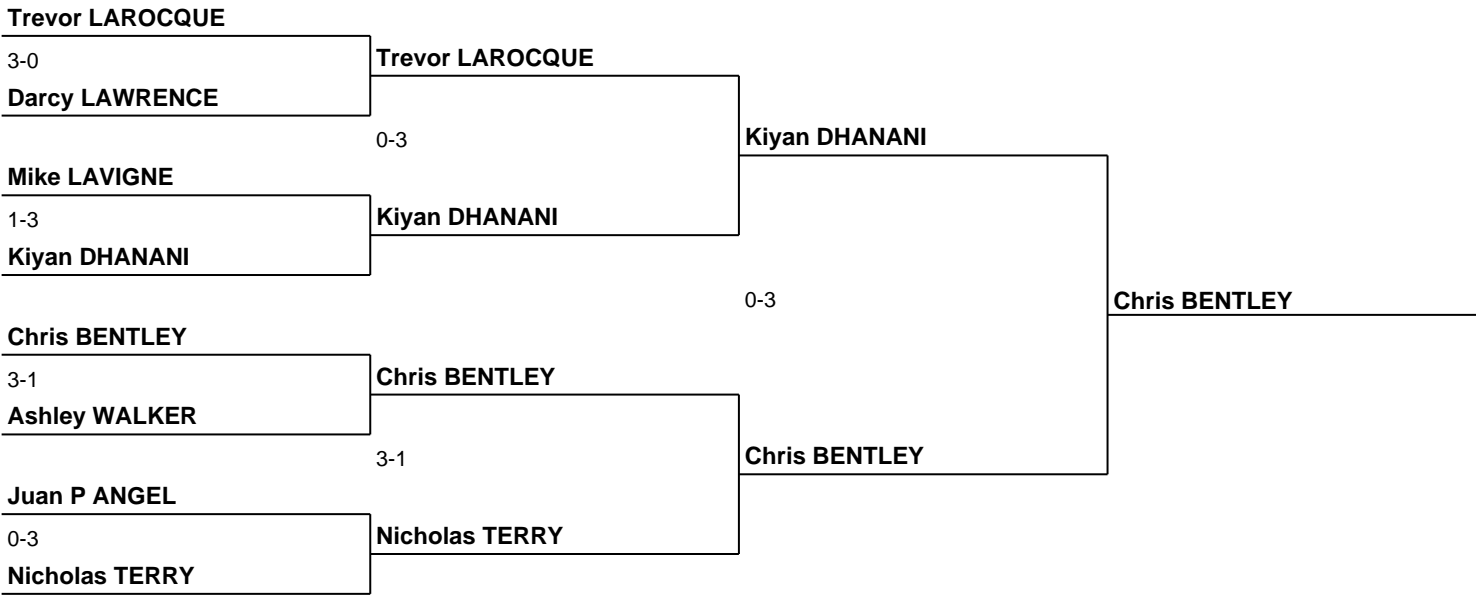 Trevor LAROCQUE
3-0
Darcy LAWRENCE
Mike LAVIGNE
1-3
Kiyan DHANANI
Chris BENTLEY
3-1
Ashley WALKER
Juan P ANGEL
0-3
Nicholas TERRY
Trevor LAROCQUE
0-3
Kiyan DHANANI
Chris BENTLEY
3-1
Nicholas TERRY
Kiyan DHANANI
0-3
Chris BENTLEY
Chris BENTLEY